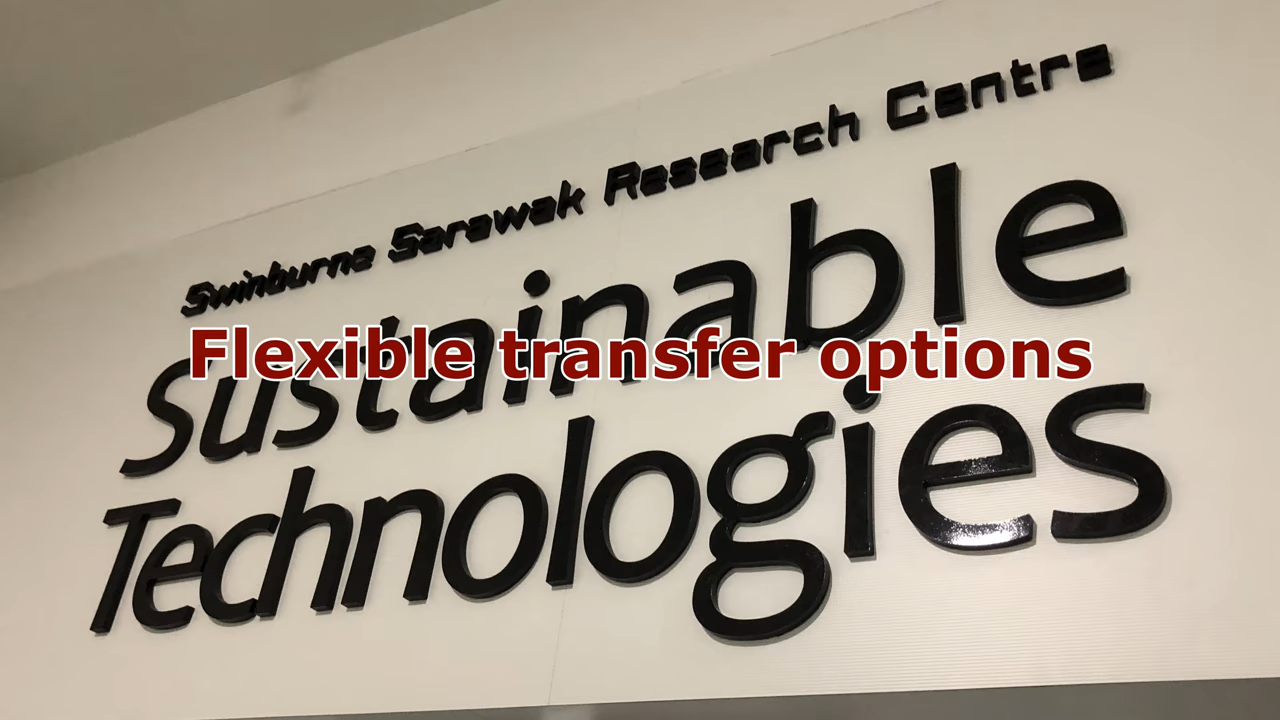 Swinburne Sarawak Research Centre
Sustainable
Flexible transfer options
Technologies